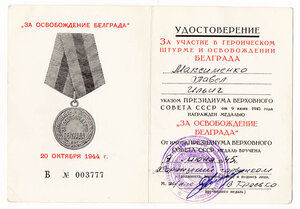 „ЗА ОСВОБОЖДЕНИЕ БЕЛГРАДА"
20 ОКТЯБРЯ 1944 г.
Б № 003777
УДОСТОВЕРЕНИЕ
ЗА УЧАСТИЕ В ГЕРОИЧЕСКОМ
ШТУРМЕ И ОСВОБОЖДЕНИИ
БЕЛГРАДА
Максименко
Павел
Ильич
УКАЗОМ ПРЕЗИДИУМА ВЕРХОВНОГО
СОВЕТА СССР от 9 июня 1945 года
НАГРАЖДЕН МЕДАЛЬЮ
„ЗА ОСВОБОЖДЕНИЕ
БЕЛГРАДА"
От имени ПРЕЗИДИУМА ВЕРХОВНОГО
СОВЕТА СССР МЕДАЛЬ ВРУЧЕНА
45